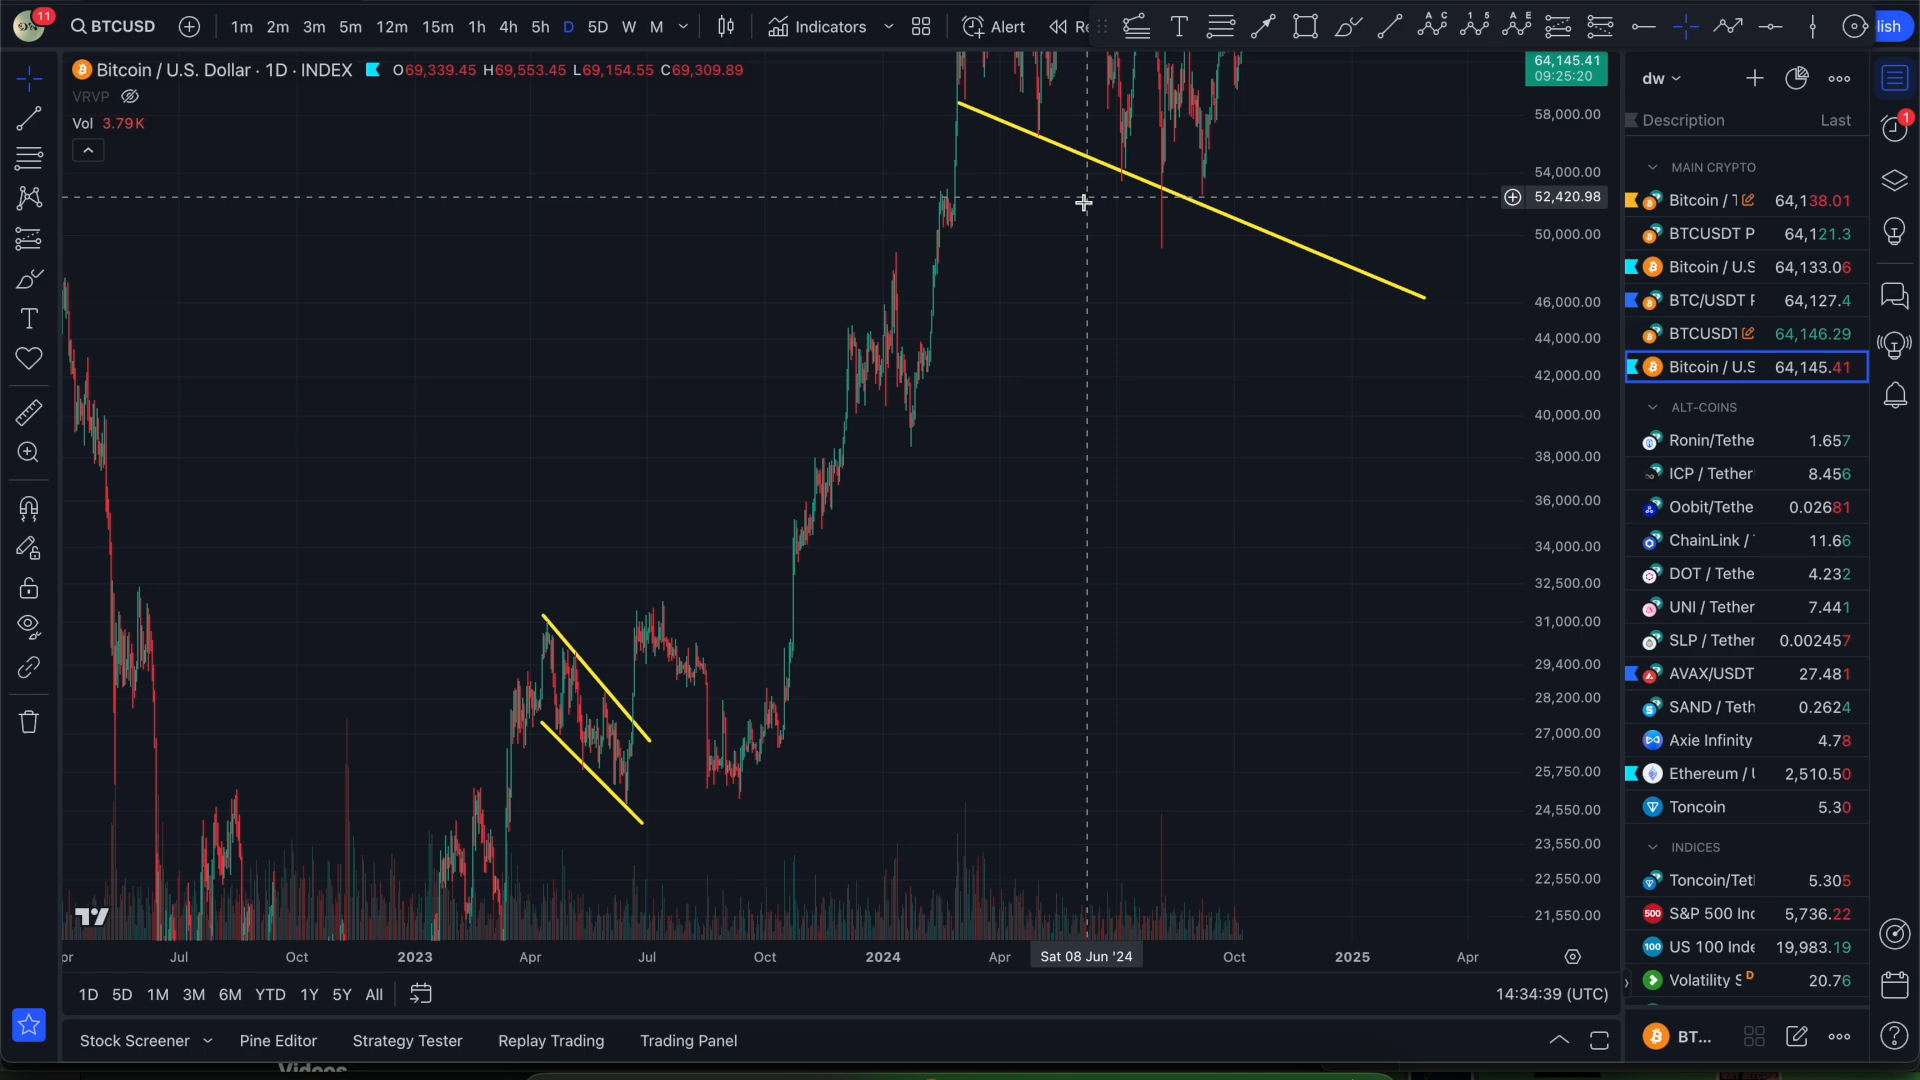 11
BTCUSD
1m 2m 3m 5m 12m 15m 1h 4h 5h D 5D W M
Indicators
Alert
Re
lish
Bitcoin / U.S. Dollar · 1D · INDEX O69,339.45 H69,553.45 L69,154.55 C69,309.89
VRVP
Vol 3.79K
64,145.41
09:25:20
58,000.00
54,000.00
52,420.98
50,000.00
46,000.00
44,000.00
42,000.00
40,000.00
38,000.00
36,000.00
34,000.00
32,500.00
31,000.00
29,400.00
28,200.00
27,000.00
25,750.00
24,550.00
23,550.00
22,550.00
21,550.00
or Jul Oct 2023 Apr Jul Oct 2024 Apr Sat 08 Jun '24 Oct 2025 Apr
1D 5D 1M 3M 6M YTD 1Y 5Y All
14:34:39 (UTC)
Stock Screener Pine Editor Strategy Tester Replay Trading Trading Panel
Videos
dw
1
Description Last
MAIN CRYPTO
Bitcoin / T 64,138.01
BTCUSDT P 64,121.3
Bitcoin / U.S 64,133.06
BTC/USDT F 64,127.4
BTCUSDT 64,146.29
Bitcoin / U.S 64,145.41
ALT-COINS
Ronin/Tethe 1.657
ICP / Tether 8.456
Oobit/Tethe 0.02681
ChainLink / 11.66
DOT / Tethe 4.232
UNI / Tether 7.441
SLP / Tether 0.002457
AVAX/USDT 27.481
SAND / Teth 0.2624
Axie Infinity 4.78
Ethereum / U 2,510.50
Toncoin 5.30
INDICES
Toncoin/Tetl 5.305
500 S&P 500 Inc 5,736.22
100 US 100 Inde 19,983.19
Volatility S D 20.76
BT...